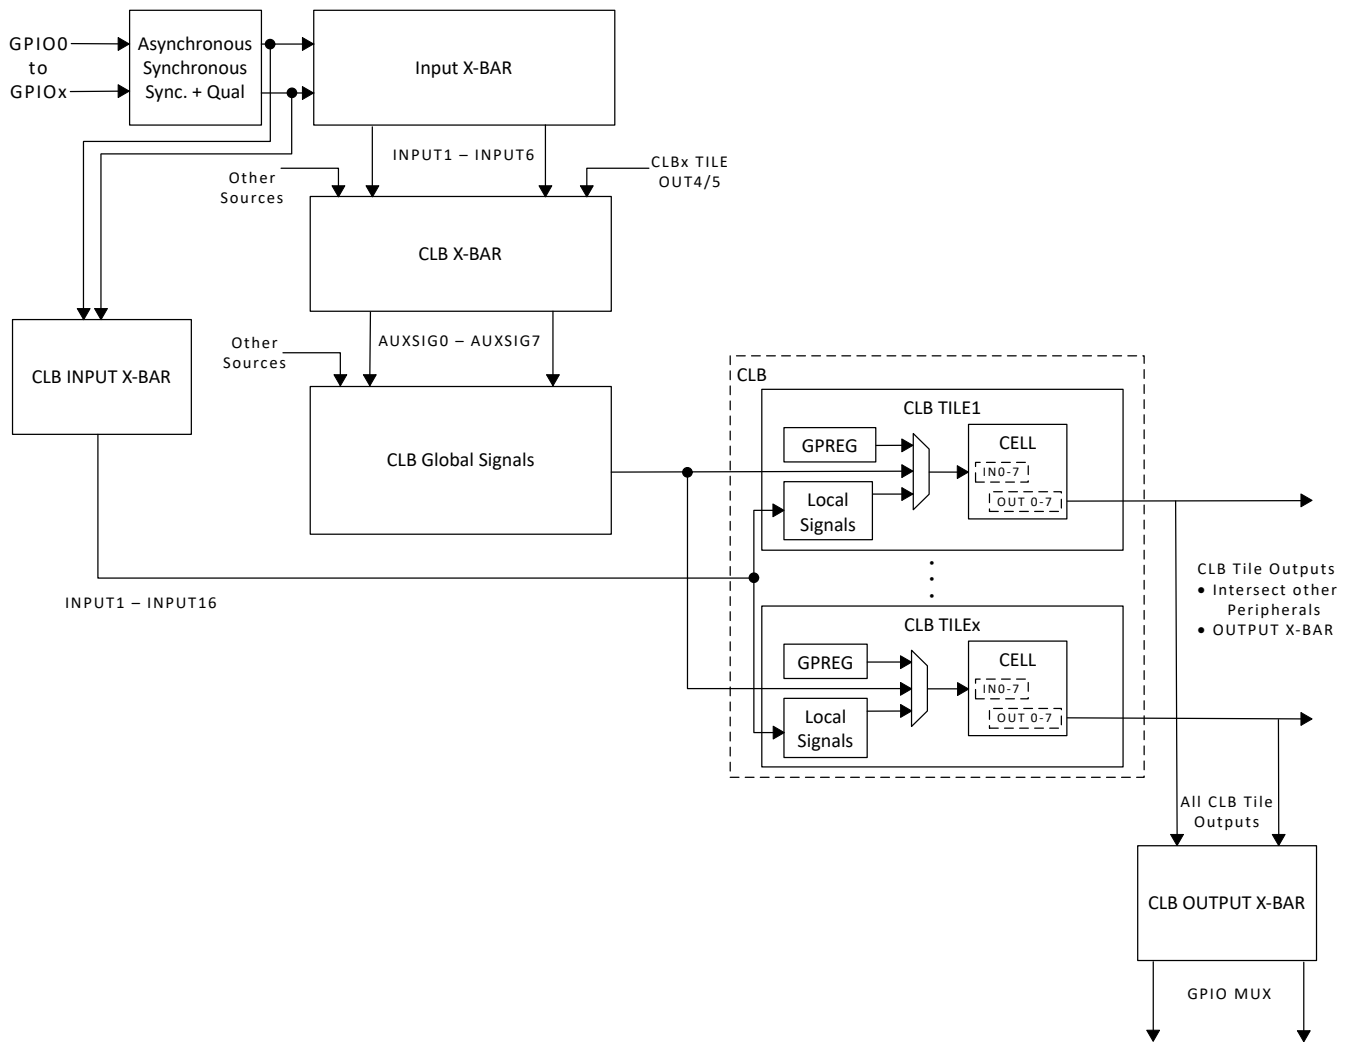 GPIO0
to
GPIOx
Asynchronous
Synchronous
Sync. + Qual
Input X-BAR
INPUT1 – INPUT6
Other
Sources
CLBx TILE
OUT4/5
CLB X-BAR
AUXSIG0 – AUXSIG7
Other
Sources
CLB INPUT X-BAR
CLB Global Signals
INPUT1 – INPUT16
CLB
CLB TILE1
GPREG
Local
Signals
CELL
IN0-7
OUT 0-7
CLB TILEx
GPREG
Local
Signals
CELL
IN0-7
OUT 0-7
CLB Tile Outputs
• Intersect other
Peripherals
• OUTPUT X-BAR
All CLB Tile
Outputs
CLB OUTPUT X-BAR
GPIO MUX